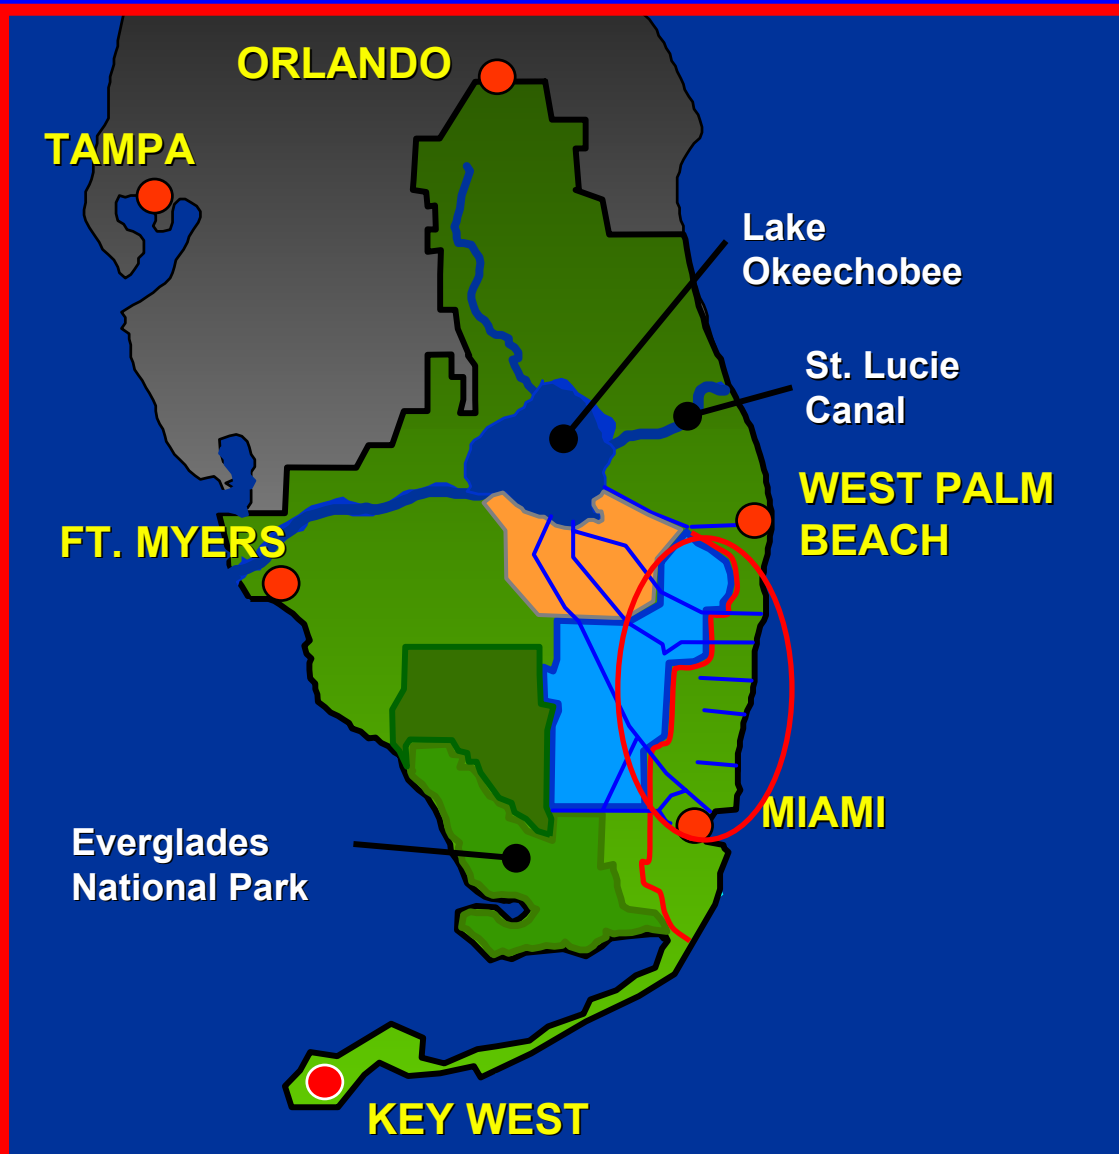 ORLANDO
TAMPA
Lake
Okeechobee
St. Lucie
Canal
WEST PALM
BEACH
FT. MYERS
MIAMI
Everglades
National Park
KEY WEST